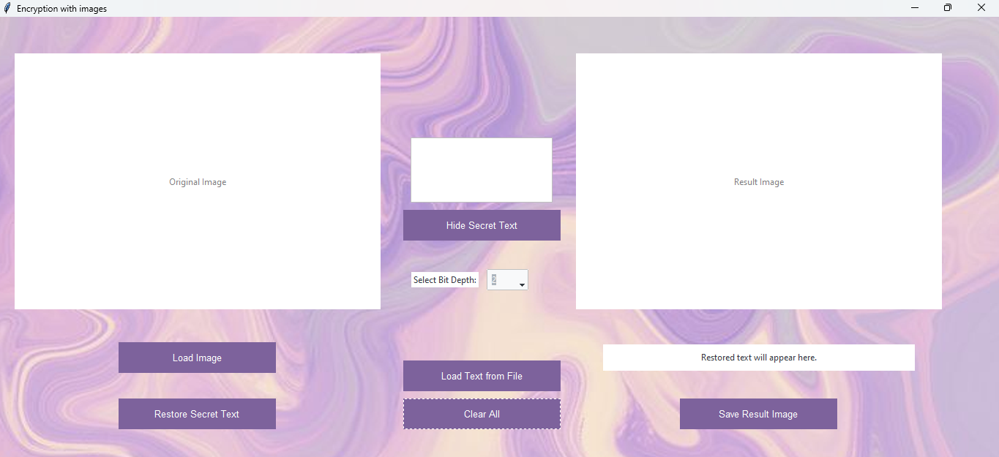 Encryption with images
Original Image
Result Image
Hide Secret Text
Select Bit Depth:
2
Load Image
Restored text will appear here.
Load Text from File
Restore Secret Text
Clear All
Save Result Image